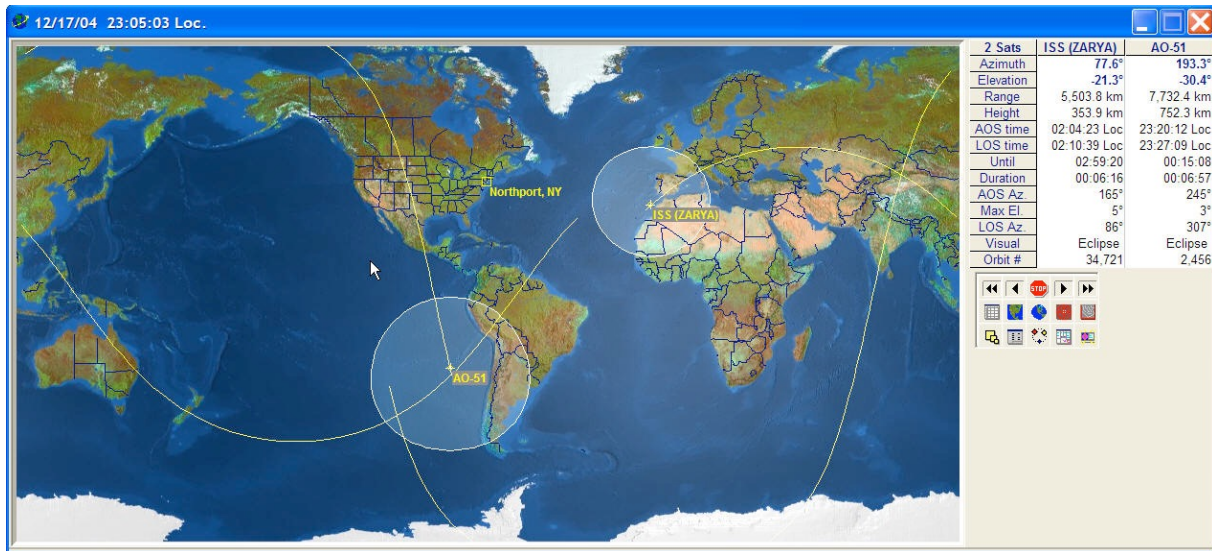 12/17/04 23:05:03 Loc.
2 Sats ISS (ZARYA) AO-51
Azimuth 77.6° 193.3°
Elevation -21.3° -30.4°
Range 5,503.8 km 7,732.4 km
Height 353.9 km 752.3 km
AOS time 02:04:23 Loc 23:20:12 Loc
LOS time 02:10:39 Loc 23:27:09 Loc
Until 02:59:20 00:15:08
Duration 00:06:16 00:06:57
AOS Az. 165° 245°
Max El. 5° 3°
LOS Az. 86° 307°
Visual Eclipse Eclipse
Orbit # 34,721 2,456
STOP
Northport, NY
ISS (ZARYA)
AO-51